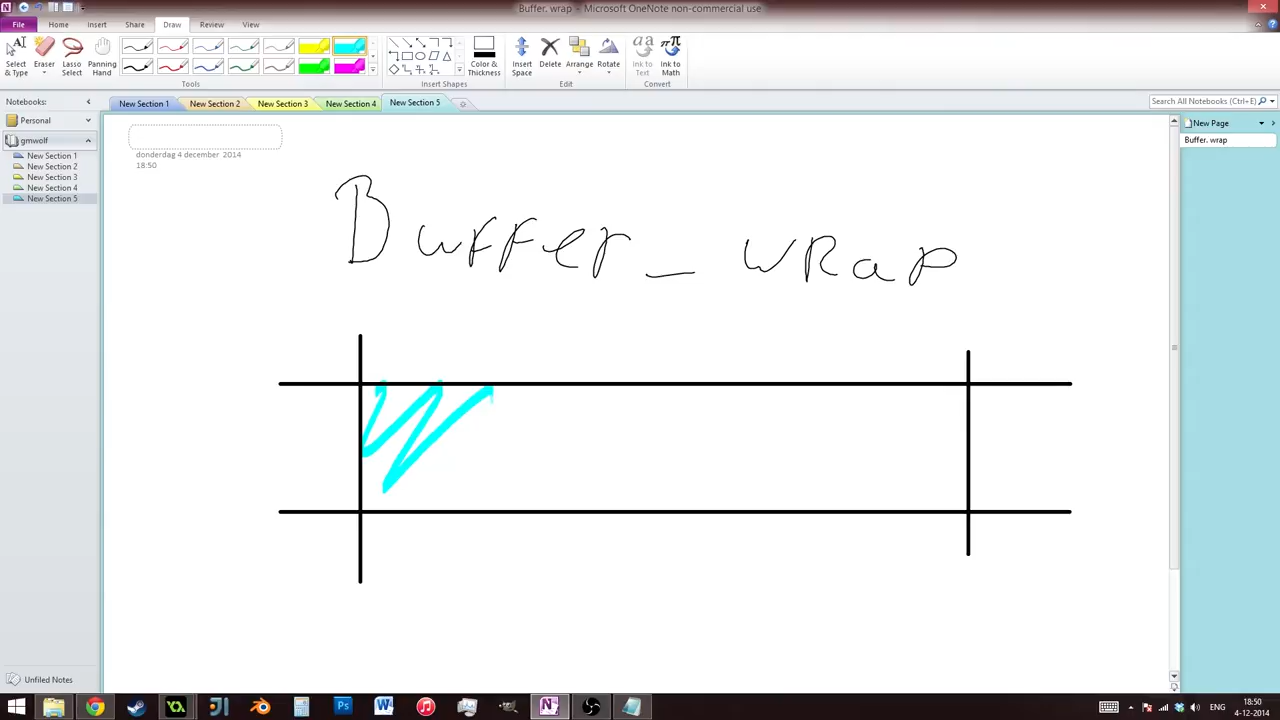 Buffer. wrap - Microsoft OneNote non-commercial use
File Home Insert Share Draw Review View
Select & Type
Eraser
Lasso Select
Panning Hand
Color & Thickness
Insert Space
Delete
Arrange
Rotate
Ink to Text
Ink to Math
Tools
Insert Shapes
Edit
Convert
Notebooks:
New Section 1 New Section 2 New Section 3 New Section 4 New Section 5
Search All Notebooks (Ctrl+E)
Personal
gmwolf
New Section 1
New Section 2
New Section 3
New Section 4
New Section 5
New Page
Buffer. wrap
donderdag 4 december 2014
18:50
Buffer_wRap
Unfiled Notes
ENG
18:50
4-12-2014